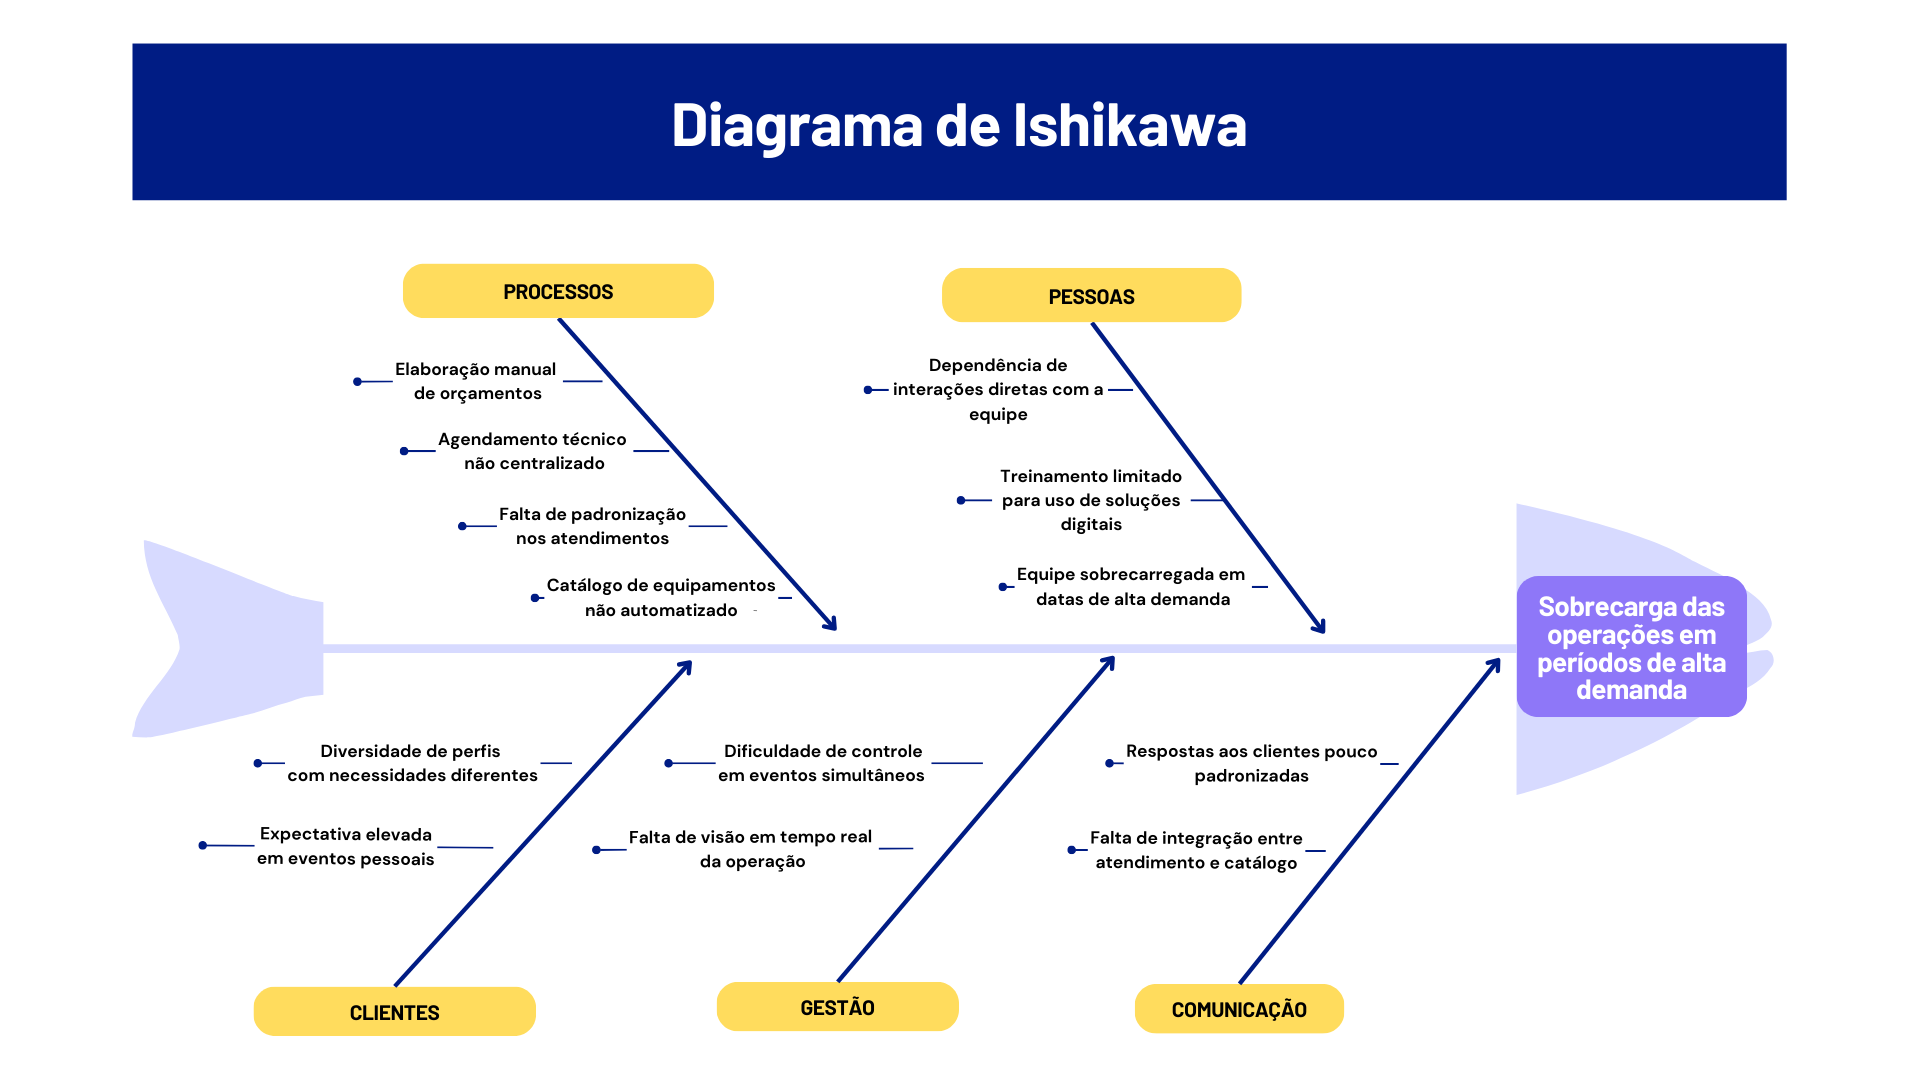 Diagrama de Ishikawa
PROCESSOS
PESSOAS
Elaboração manual
de orçamentos
Agendamento técnico
não centralizado
Falta de padronização
nos atendimentos
Catálogo de equipamentos
não automatizado
Dependência de
interações diretas com a
equipe
Treinamento limitado
para uso de soluções
digitais
Equipe sobrecarregada em
datas de alta demanda
Sobrecarga das
operações em
períodos de alta
demanda
Diversidade de perfis
com necessidades diferentes
Expectativa elevada
em eventos pessoais
Dificuldade de controle
em eventos simultâneos
Falta de visão em tempo real
da operação
Respostas aos clientes pouco
padronizadas
Falta de integração entre
atendimento e catálogo
CLIENTES
GESTÃO
COMUNICAÇÃO